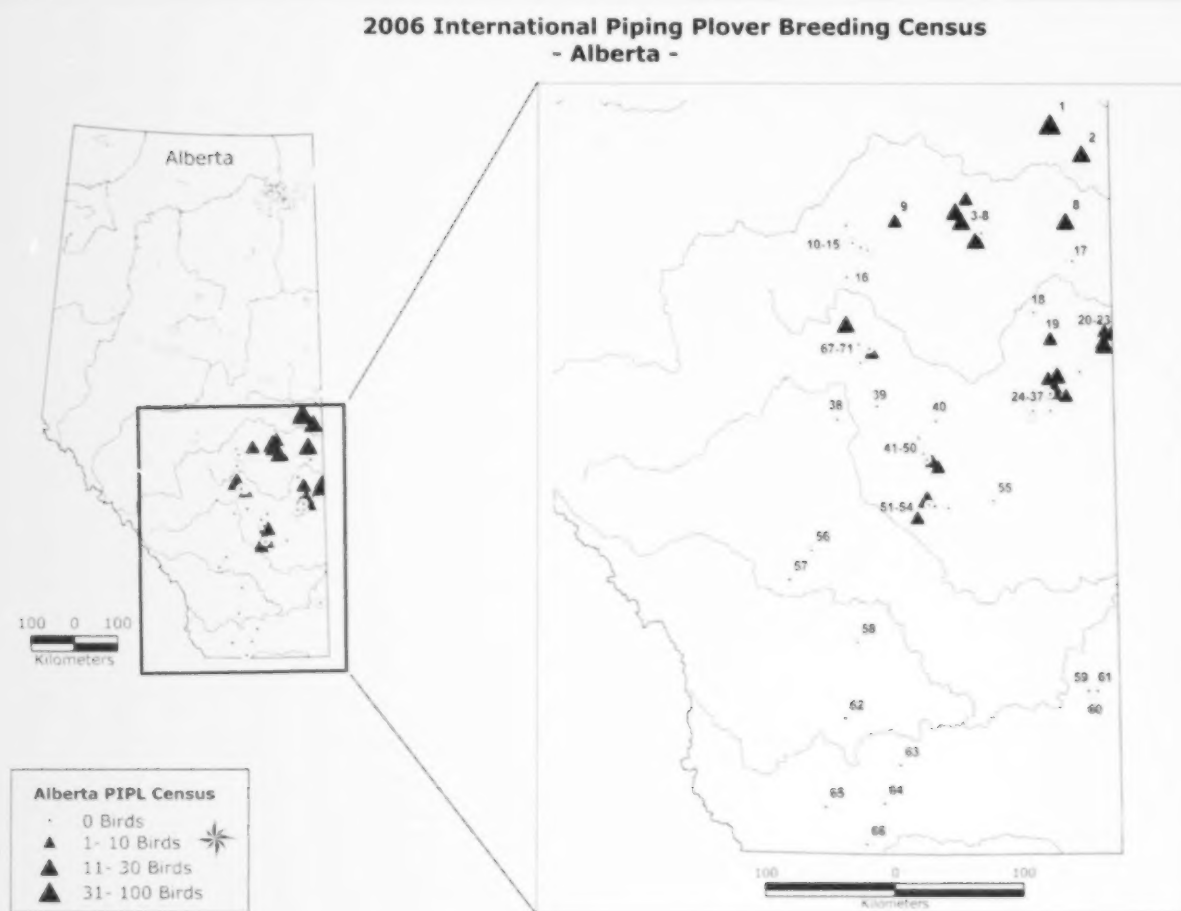 2006 International Piping Plover Breeding Census
- Alberta -
Alberta
100 0 100
Kilometers
Alberta PIPL Census
0 Birds
1- 10 Birds
11- 30 Birds
31- 100 Birds
1
2
3-8
8
9
10-15
16
17
18
19
20-23
67-71
24-37
38
39
40
41-50
51-54
55
56
57
58
59 61
60
62
63
64
65
66
100 0 100
Kilometers